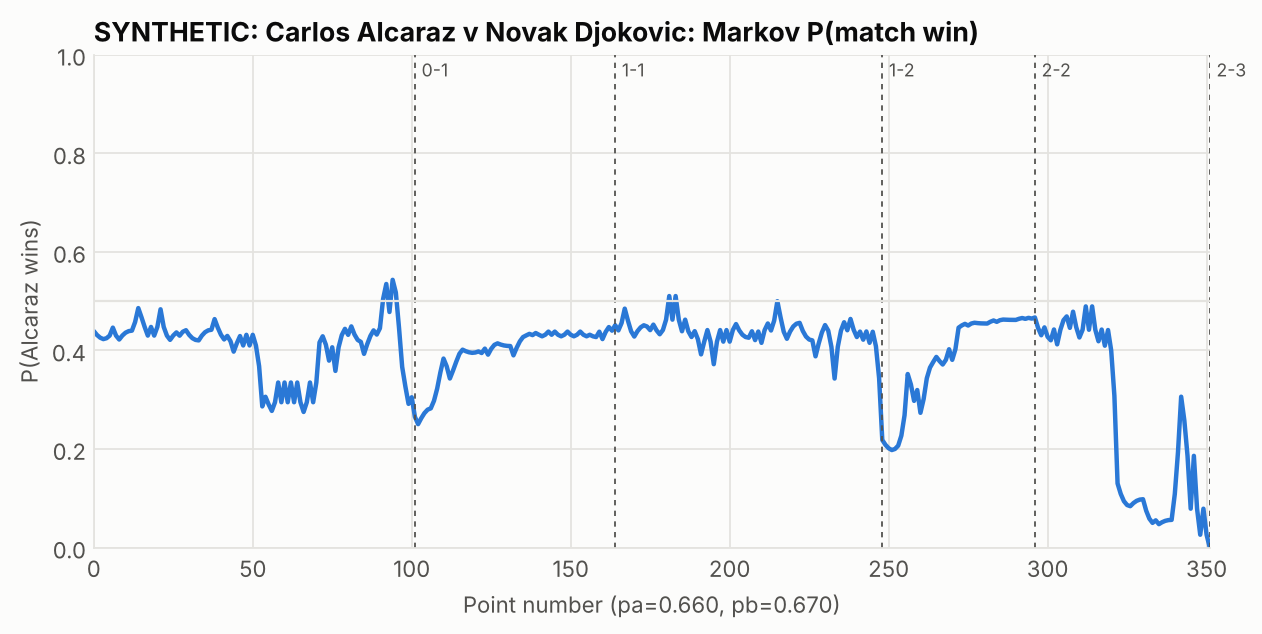 SYNTHETIC: Carlos Alcaraz v Novak Djokovic: Markov P(match win)
1.0
0.8
0.6
0.4
0.2
0.0
P(Alcaraz wins)
0-1
1-1
1-2
2-2
2-3
0 50 100 150 200 250 300 350
Point number (pa=0.660, pb=0.670)